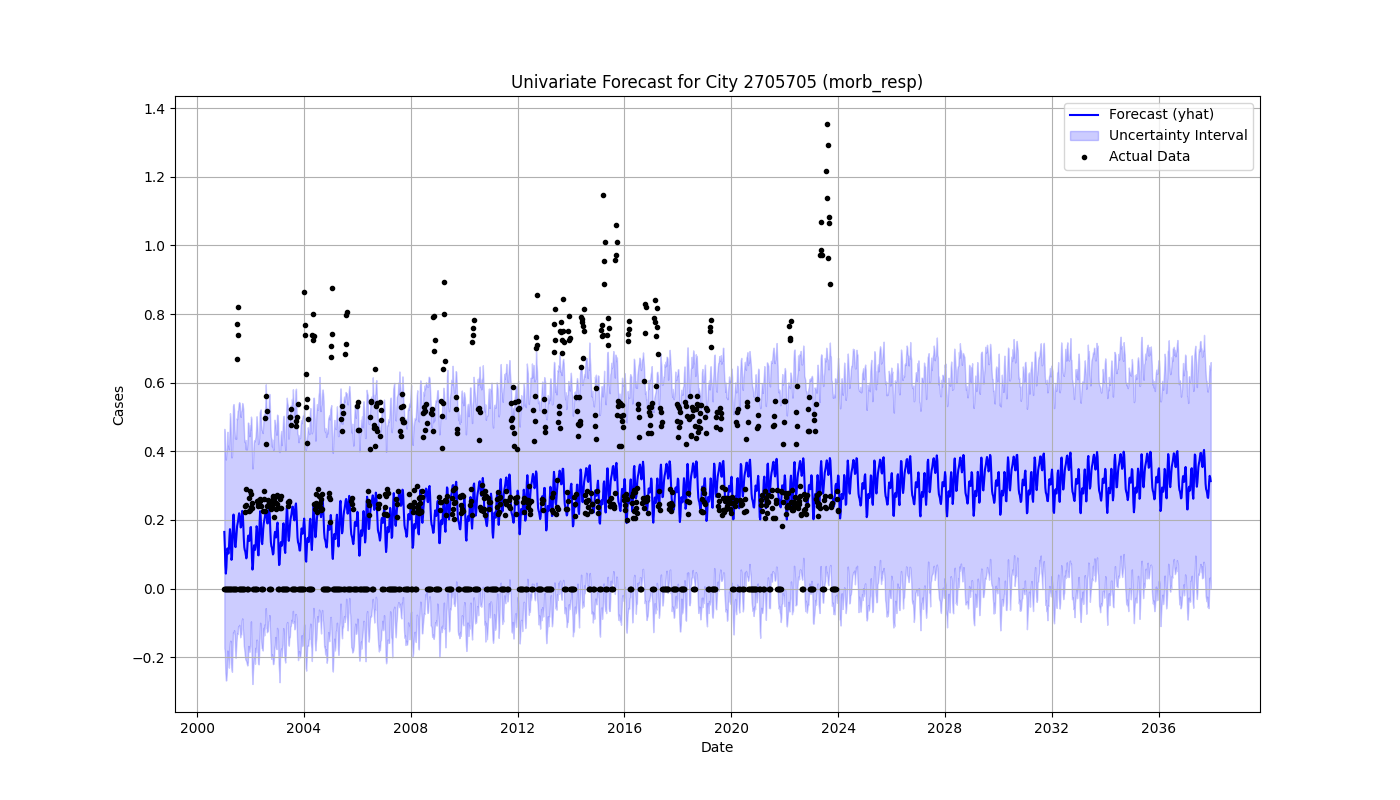 Univariate Forecast for City 2705705 (morb_resp)
Forecast (yhat)
Uncertainty Interval
Actual Data
Cases
1.4
1.2
1.0
0.8
0.6
0.4
0.2
0.0
−0.2
2000 2004 2008 2012 2016 2020 2024 2028 2032 2036
Date